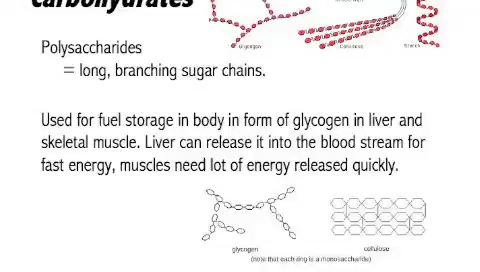 Carbohydrates
Glycogen
Cellulose
Starch
Polysaccharides
= long, branching sugar chains.
Used for fuel storage in body in form of glycogen in liver and
skeletal muscle. Liver can release it into the blood stream for
fast energy, muscles need lot of energy released quickly.
glycogen
cellulose
(note that each ring is a monosaccharide)